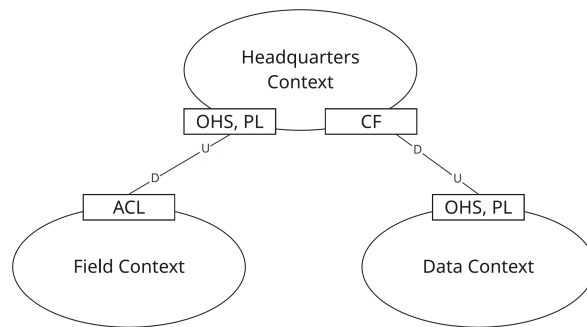 Headquarters
Context
OHS, PL
CF
U
D
D
U
ACL
OHS, PL
Field Context
Data Context